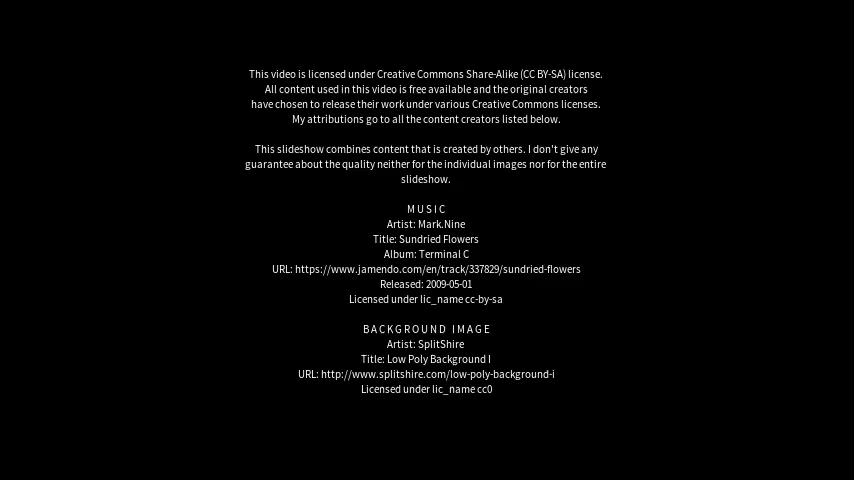 This video is licensed under Creative Commons Share-Alike (CC BY-SA) license.
All content used in this video is free available and the original creators
have chosen to release their work under various Creative Commons licenses.
My attributions go to all the content creators listed below.
This slideshow combines content that is created by others. I don't give any
guarantee about the quality neither for the individual images nor for the entire
slideshow.
MUSIC
Artist: Mark.Nine
Title: Sundried Flowers
Album: Terminal C
URL: https://www.jamendo.com/en/track/337829/sundried-flowers
Released: 2009-05-01
Licensed under lic_name cc-by-sa
BACKGROUND IMAGE
Artist: SplitShire
Title: Low Poly Background I
URL: http://www.splitshire.com/low-poly-background-i
Licensed under lic_name cc0